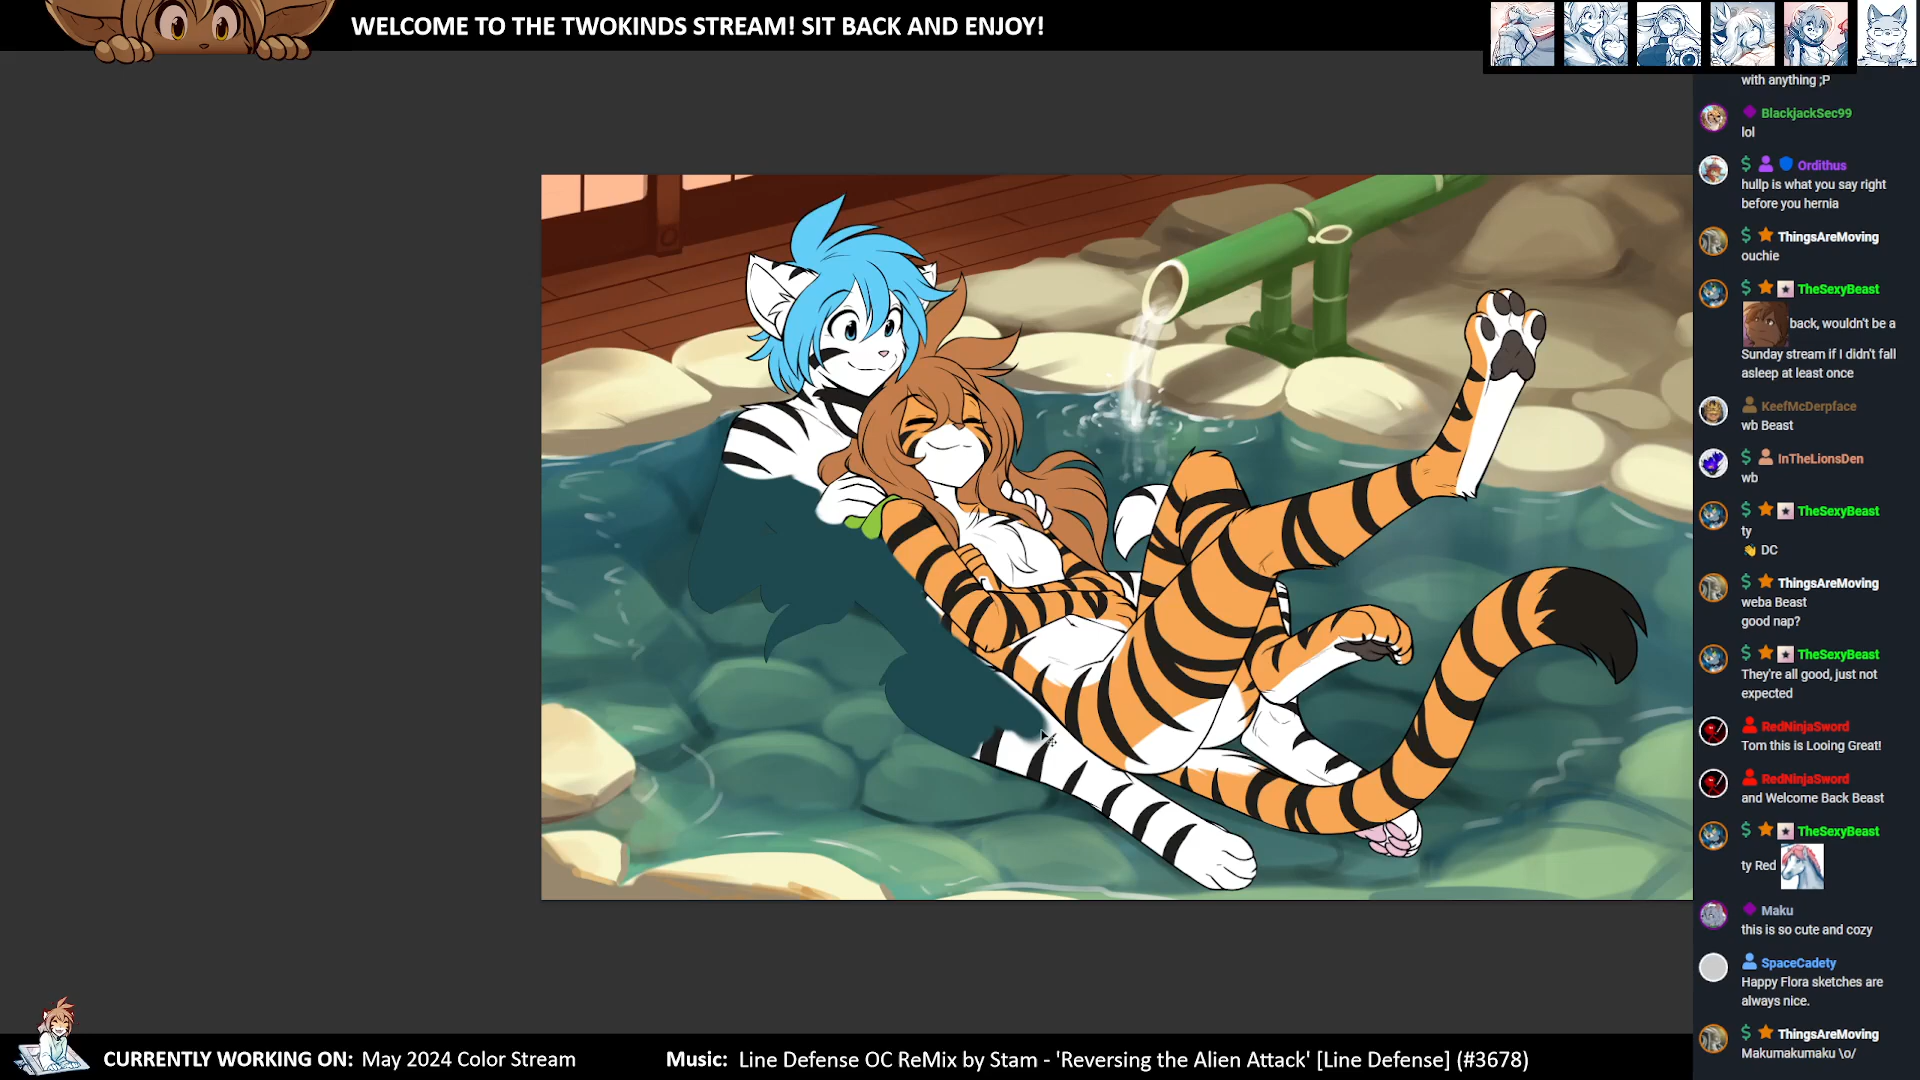 WELCOME TO THE TWOKINDS STREAM! SIT BACK AND ENJOY!
with anything ;P
BlackjackSec99
lol
Ordithus
hullp is what you say right
before you hernia
ThingsAreMoving
ouchie
TheSexyBeast
back, wouldn't be a
Sunday stream if I didn't fall
asleep at least once
KeefMcDerpface
wb Beast
InTheLionsDen
wb
TheSexyBeast
ty
👋 DC
ThingsAreMoving
weba Beast
good nap?
TheSexyBeast
They're all good, just not
expected
RedNinjaSword
Tom this is Looing Great!
RedNinjaSword
and Welcome Back Beast
TheSexyBeast
ty Red
Maku
this is so cute and cozy
SpaceCadety
Happy Flora sketches are
always nice.
ThingsAreMoving
Makumakumaku \o/
CURRENTLY WORKING ON: May 2024 Color Stream
Music: Line Defense OC ReMix by Stam - 'Reversing the Alien Attack' [Line Defense] (#3678)